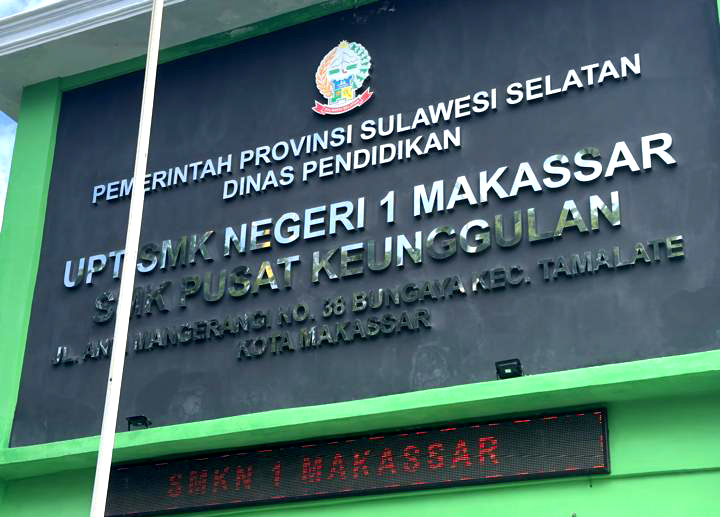 PEMERINTAH PROVINSI SULAWESI SELATAN
DINAS PENDIDIKAN
UPT SMK NEGERI 1 MAKASSAR
SMK PUSAT KEUNGGULAN
JL. ANDI MANGERANGI NO. 38 BUNGAYA KEC. TAMALATE
KOTA MAKASSAR
SMKN 1 MAKASSAR